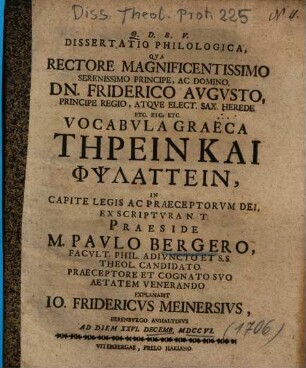 Diss. Theol. Prot. 225
Q. D. B. V.
DISSERTATIO PHILOLOGICA,
QVA
RECTORE MAGNIFICENTISSIMO
SERENISSIMO PRINCIPE, AC DOMINO,
DN. FRIDERICO AVGVSTO,
PRINCIPE REGIO, ATQVE ELECT. SAX. HEREDE
ETC. ETC. ETC.
VOCABVLA GRAECA
ΤΗΡΕΙΝ ΚΑΙ
ΦΥΛΑΤΤΕΙΝ,
IN
CAPITE LEGIS AC PRAECEPTORVM DEI,
EX SCRIPTVRA N. T.
PRAESIDE
M. PAVLO BERGERO,
FACVLT. PHIL. ADIVNCTO ET S.S.
THEOL. CANDIDATO.
PRAECEPTORE ET COGNATO SVO
AETATEM VENERANDO
EXPLANABIT
IO. FRIDERICVS MEINERSIVS,
BERENBVRGO ANHALTINVS
AD DIEM XXVI. DECEMB. MDCCVI.
(1706)
VITEMBERGAE, PRELO HAKIANO.